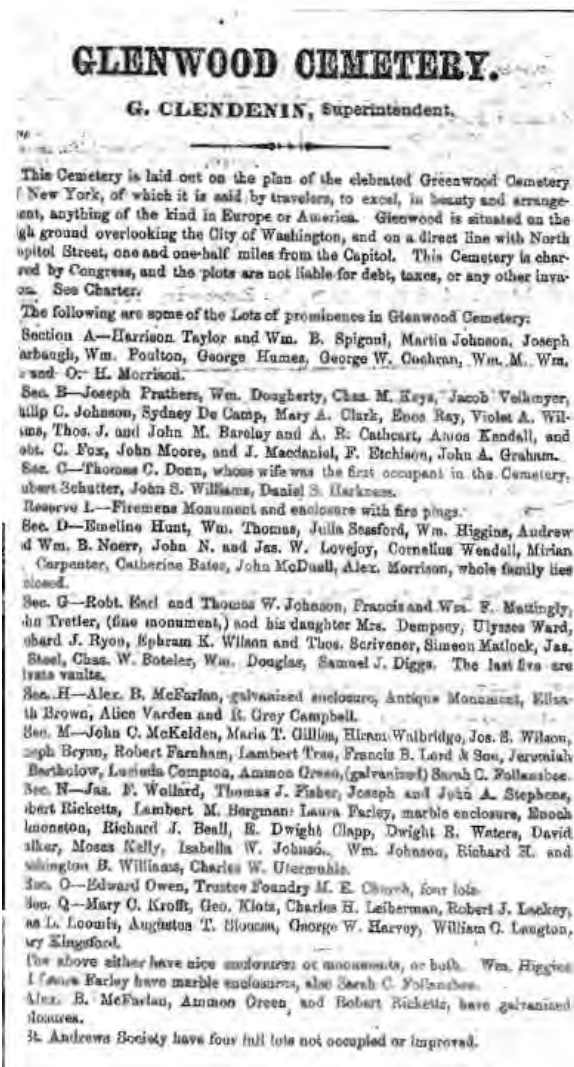 GLENWOOD CEMETERY.
G. CLENDENIN, Superintendent.
This Cemetery is laid out on the plan of the clebrated Greenwood Cemetery
New York, of which it is said by travelers, to excel, in beauty and arrange-
ent, anything of the kind in Europe or America. Glenwood is situated on the
gh ground overlooking the City of Washington, and on a direct line with North
apitol Street, one and one-half miles from the Capitol. This Cemetery is char-
red by Congress, and the plots are not liable for debt, taxes, or any other inva-
on. See Charter.
The following are some of the Lots of prominence in Glenwood Cemetery:
Section A—Harrison Taylor and Wm. B. Spignul, Martin Johnson, Joseph
arbaugh, Wm. Poulton, George Humes, George W. Cochran, Wm. M. Wm.
and O. H. Morrison.
Sec. B—Joseph Prathers, Wm. Dougherty, Chas. M. Keys, Jacob
hilip C. Johnson, Sydney De Camp, Mary A. Clark, Enos Ray, Violet A. Wil-
ms, Thos. J. and John M. Barclay and A. R. Cathcart, Amos Kendall, and
obt. C. Fox, John Moore, and J. Macdaniel, F. Etchison, John A. Graham.
Sec. C—Thomas C. Donn, whose wife was the first occupant in the Cemetery,
ubert Schutter, John S. Williams, Daniel S. Harkness.
Reserve 1.—Firemens Monument and enclosure with fire plugs.
Sec. D—Emeline Hunt, Wm. Thomas, Julia Sessford, Wm. Higgins, Andrew
d Wm. B. Noerr, John N. and Jas. W. Lovejoy, Cornelius Wendell, Mirian
Carpenter, Catherine Bates, John McDuell, Alex. Morrison, whole family lies
closed.
Sec. G—Robt. Earl and Thomas W. Johnson, Francis and Wm. F. Mattingly,
hn Tretler, (fine monument,) and his daughter Mrs. Dempsey, Ulysses Ward,
chard J. Ryon, Ephram K. Wilson and Thos. Scrivener, Simeon Matlock, Jas.
Steel, Chas. W. Boteler, Wm. Douglas, Samuel J. Diggs. The last five are
ivate vaults.
Sec. H—Alex. B. McFarlan, galvanized enclosure, Antique Monument, Eliza-
th Brown, Alice Varden and R. Grey Campbell.
Sec. M—John C. McKelden, Maria T. Gilliss, Hiram Walbridge, Jos. S. Wilson,
seph Bryan, Robert Farnham, Lambert Tree, Francis B. Lord & Son, Jeremiah
Bartholow, Lucinda Compton, Ammon Green, (galvanized) Sarah C. Follansbee.
Sec. N—Jas. F. Wollard, Thomas J. Fisher, Joseph and John A. Stephens,
obert Ricketts, Lambert M. Bergman, Laura Farley, marble enclosure, Enoch
dmonston, Richard J. Beall, E. Dwight Clapp, Dwight R. Waters, David
alker, Moses Kelly, Isabella W. Wm. Johnson, Richard H. and
ashington B. Williams, Charles W. Utermuhle.
Sec. O—Edward Owen, Trustee Foundry M. E. Church, four lots.
Sec. Q—Mary C. Krofft, Geo. Klotz, Charles H. Leiberman, Robert J. Lackey,
as L. Loomis, Augustus T. George W. Harvey, William C. Langton,
ary Kingsford.
The above either have nice enclosures or monuments, or both. Wm. Higgins
Laura Farley have marble enclosures, also Sarah C. Follansbee.
Alex. B. McFarlan, Ammon Green, and Robert Ricketts, have galvanized
closures.
St. Andrews Society have four full lots not occupied or improved.